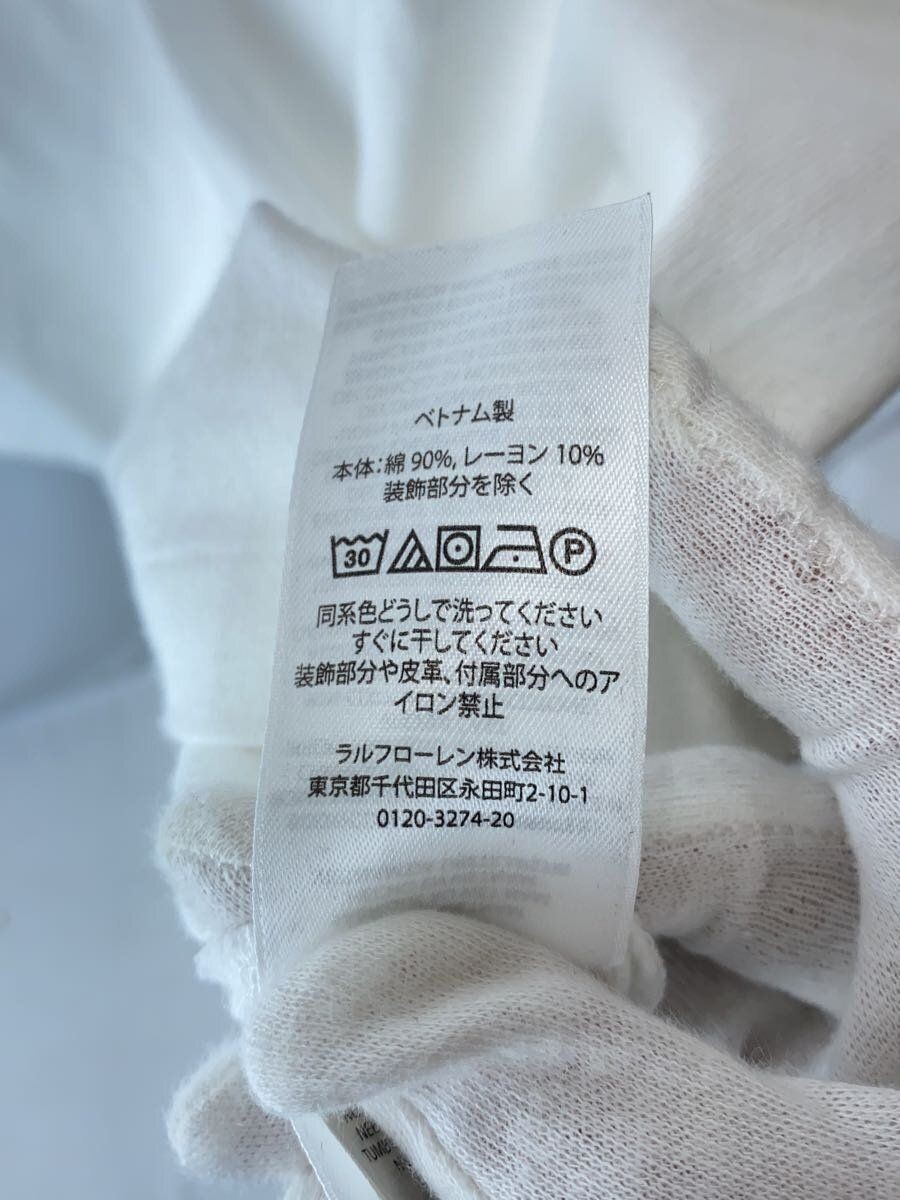 ベトナム製
本体：綿 90%, レーヨン 10%
装飾部分を除く
30 P
同系色どうしで洗ってください
すぐに干してください
装飾部分や皮革、付属部分へのア
イロン禁止
ラルフローレン株式会社
東京都千代田区永田町2-10-1
0120-3274-20